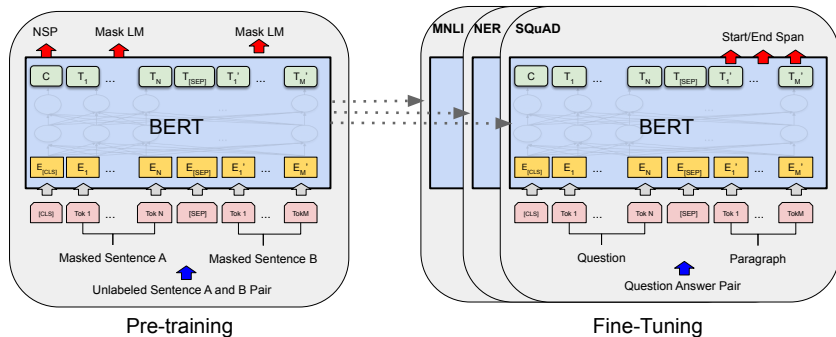 NSP Mask LM Mask LM
C T1 ... TN T[SEP] T1' ... TM'
BERT
E[CLS] E1 ... EN E[SEP] E1' ... EM'
[CLS] Tok 1 ... Tok N [SEP] Tok 1 ... TokM
Masked Sentence A Masked Sentence B
Unlabeled Sentence A and B Pair
Pre-training
MNLI NER SQuAD
Start/End Span
C T1 ... TN T[SEP] T1' ... TM'
BERT
E[CLS] E1 ... EN E[SEP] E1' ... EM'
[CLS] Tok 1 ... Tok N [SEP] Tok 1 ... TokM
Question Paragraph
Question Answer Pair
Fine-Tuning